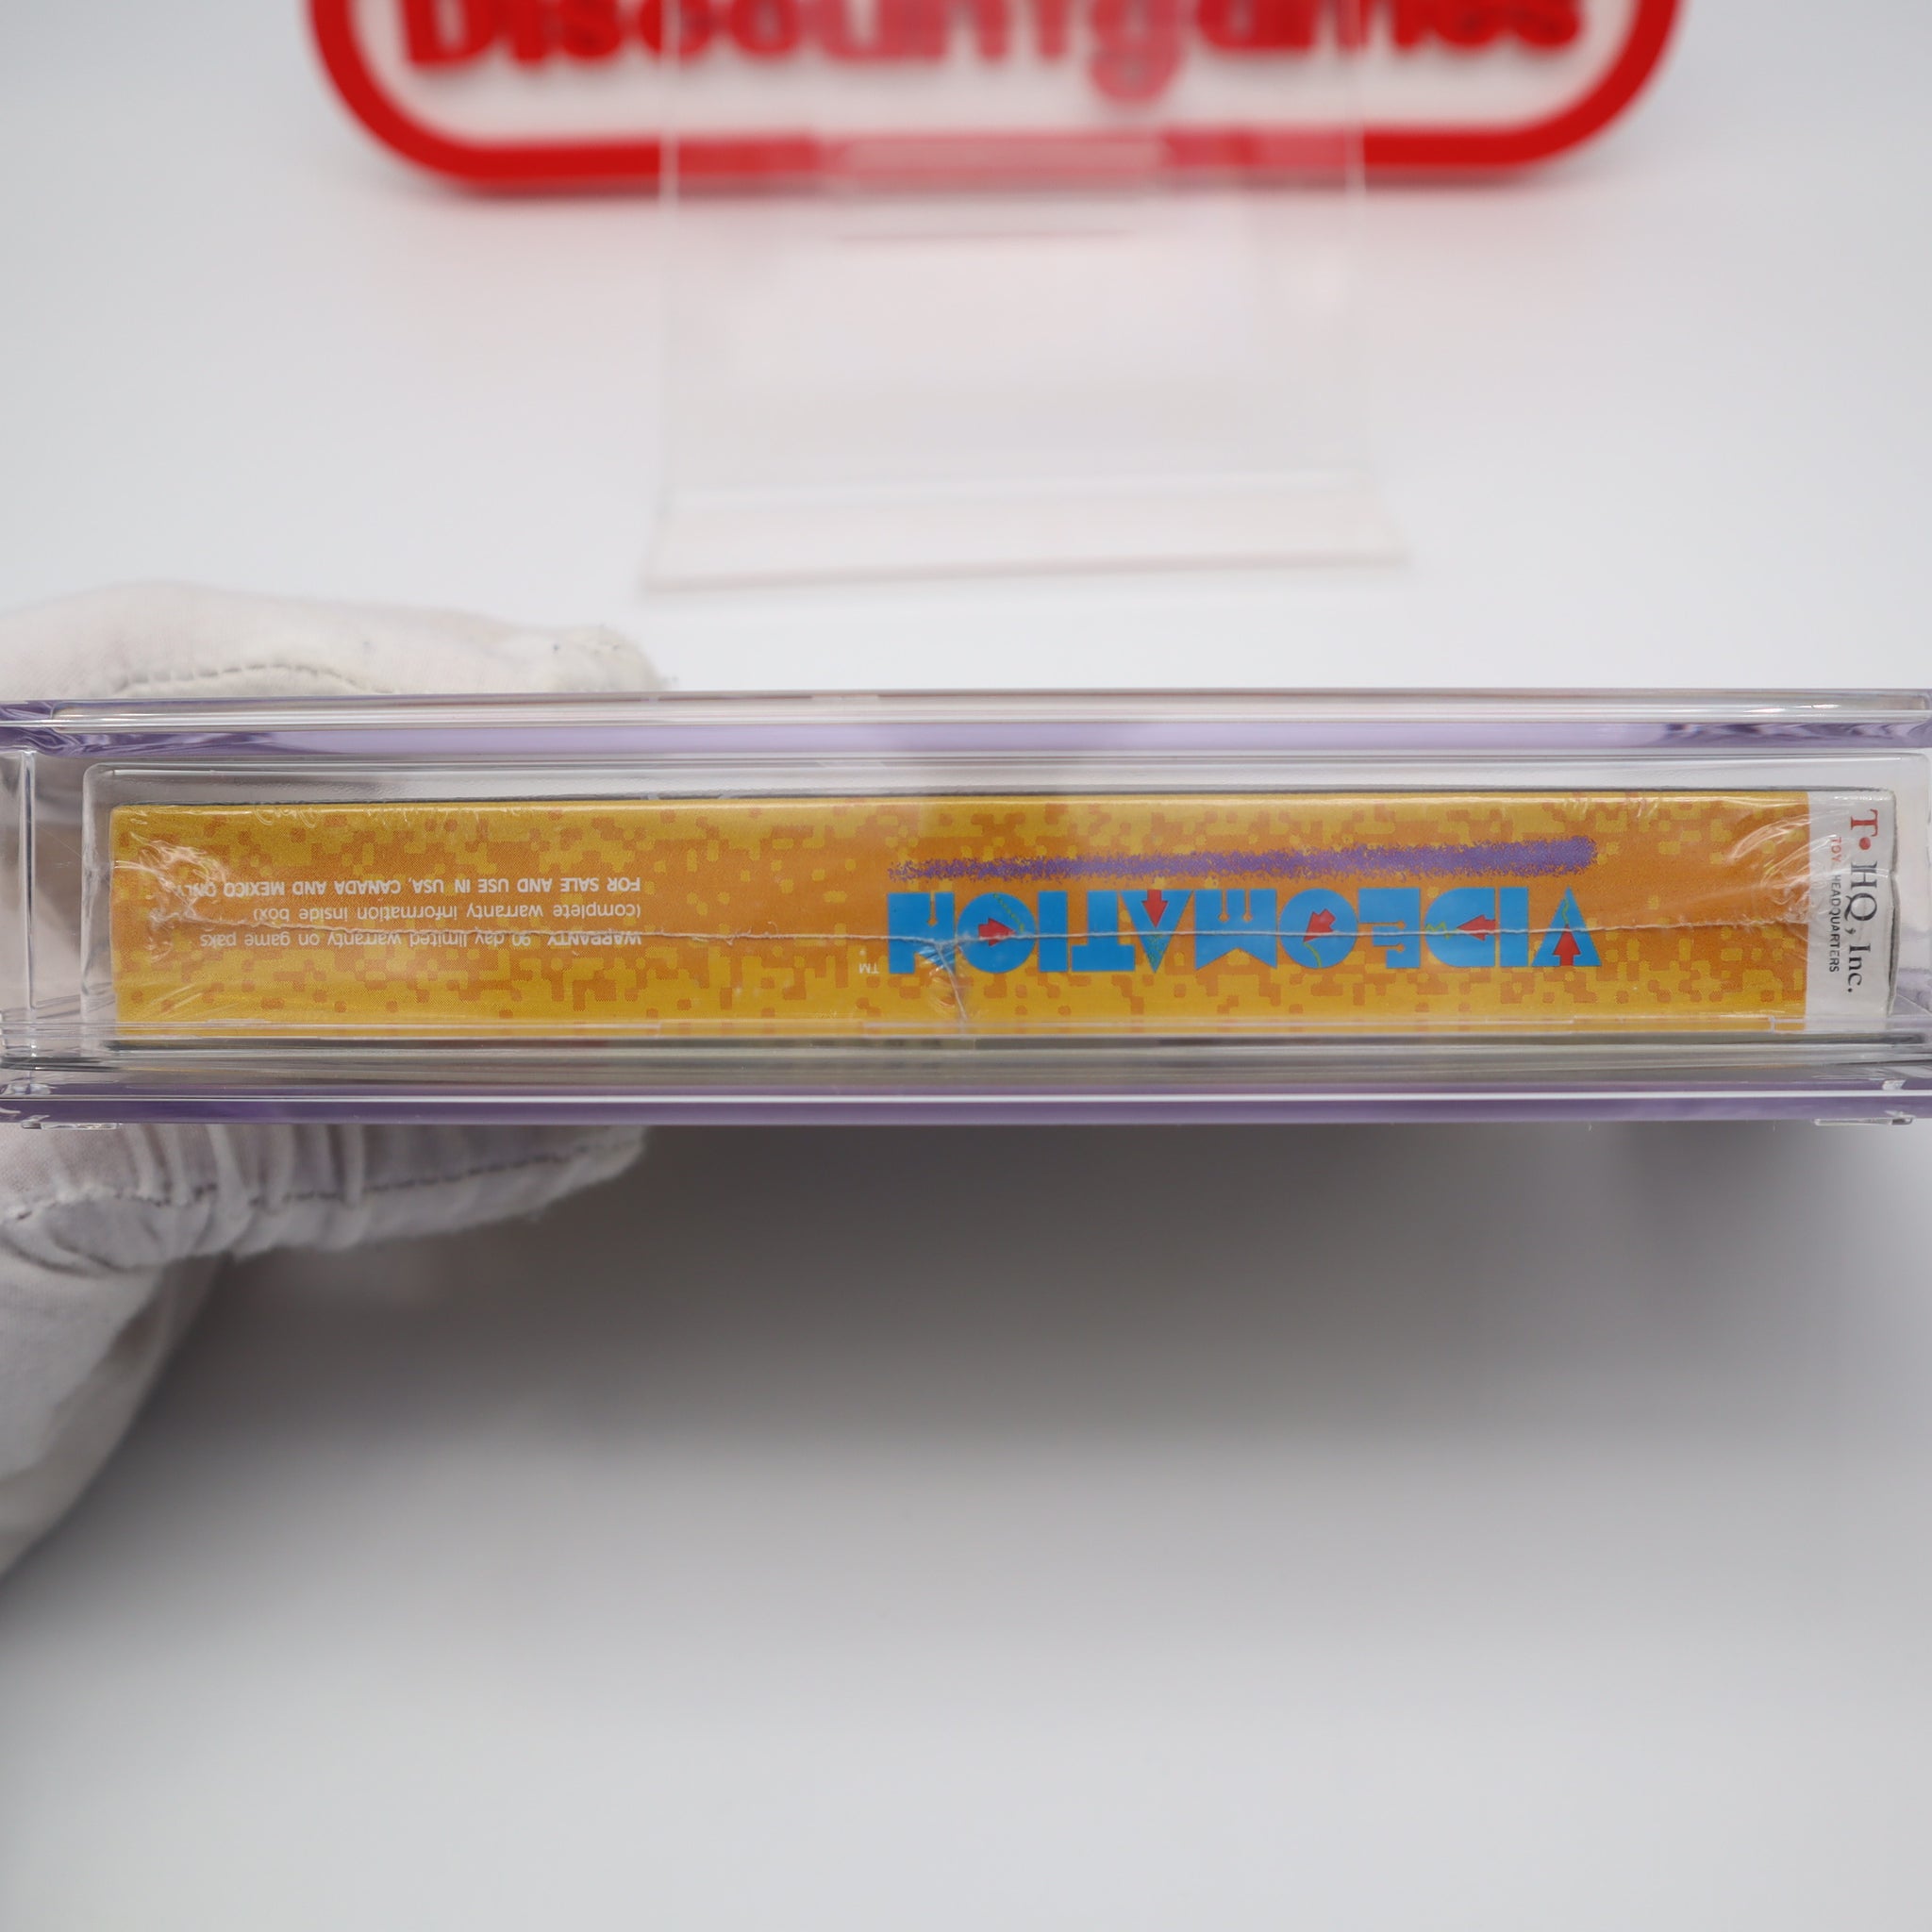 Discountgames
T•HQ, Inc.
TOY HEADQUARTERS
VIDEOMATION
TM
WARRANTY 90 day limited warranty on game paks
(complete warranty information inside box)
FOR SALE AND USE IN USA, CANADA AND MEXICO ONLY